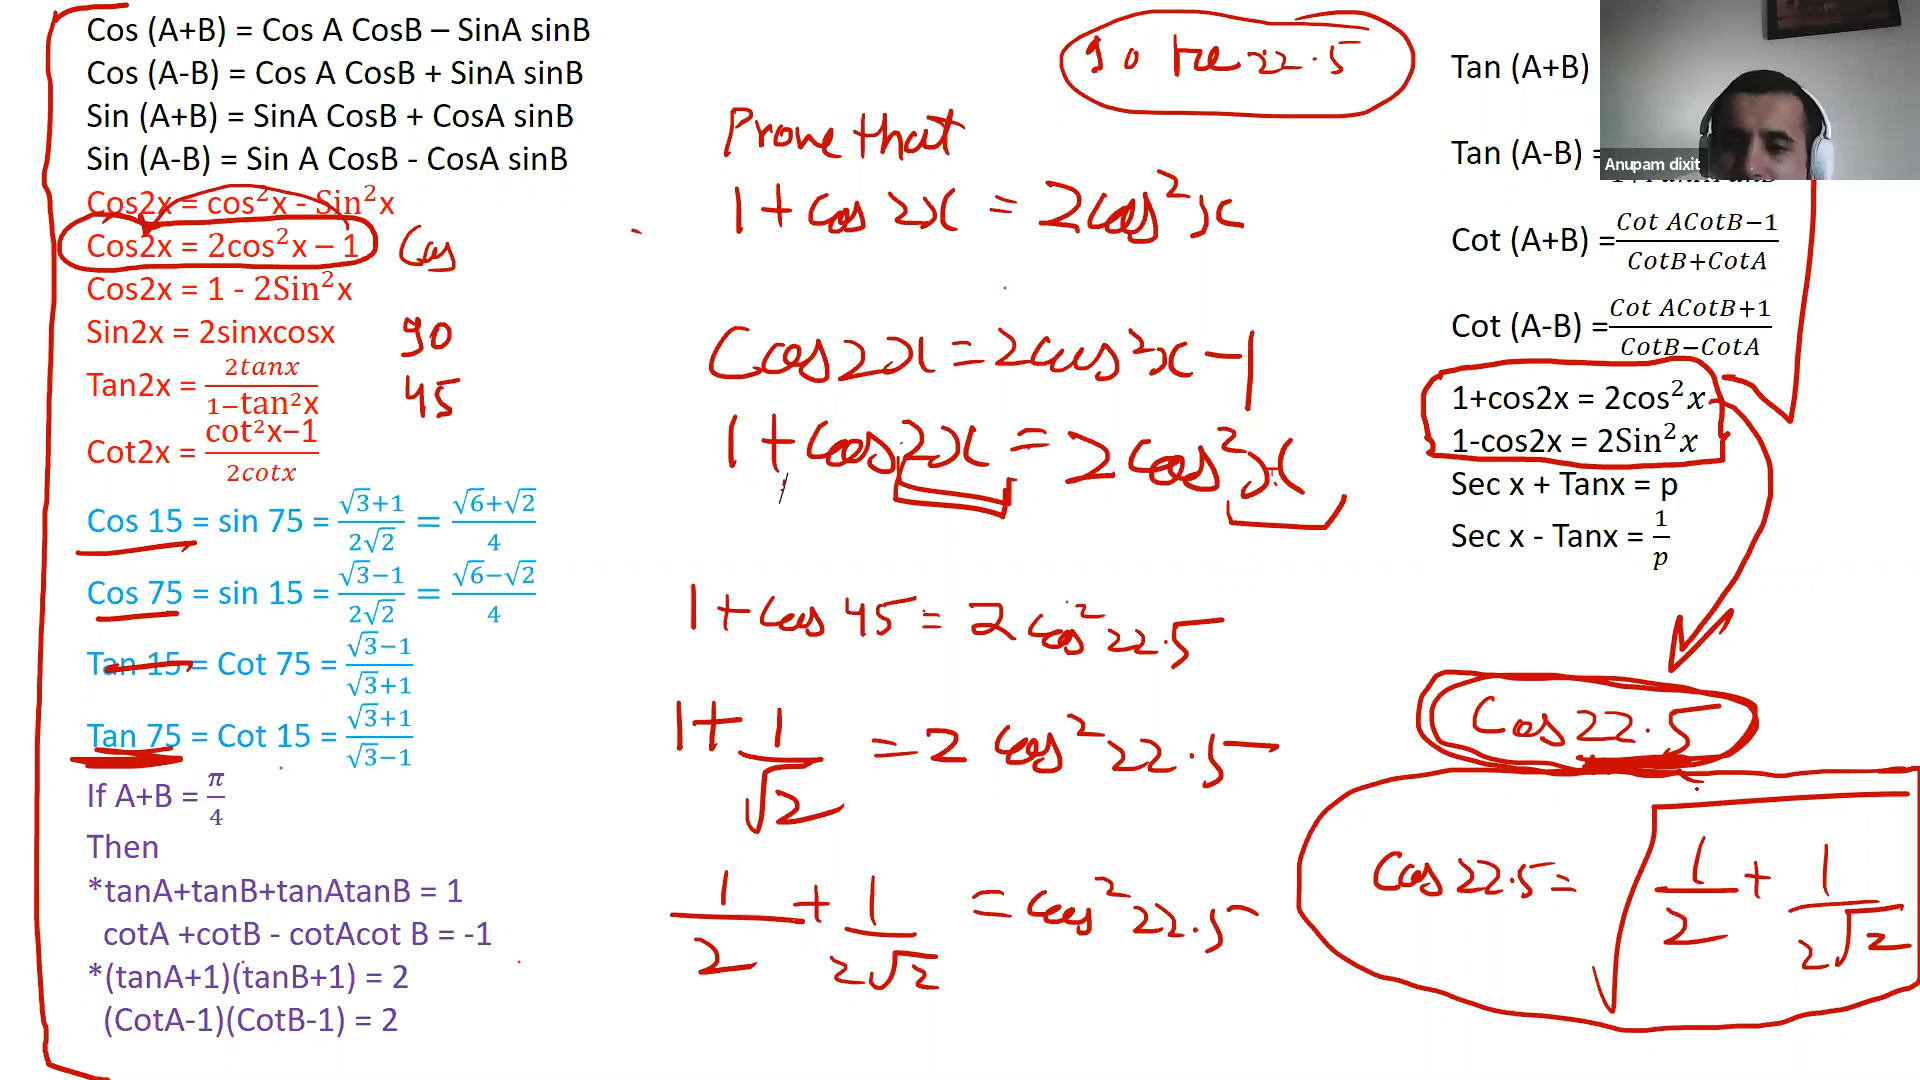 Cos (A+B) = Cos A CosB – SinA sinB
Cos (A-B) = Cos A CosB + SinA sinB
Sin (A+B) = SinA CosB + CosA sinB
Sin (A-B) = Sin A CosB - CosA sinB
Cos2x = cos²x - Sin²x
Cos2x = 2cos²x – 1
Cos
Cos2x = 1 - 2Sin²x
Sin2x = 2sinxcosx
90
Tan2x = 2tanx / 1–tan²x
45
Cot2x = cot²x–1 / 2cotx
Cos 15 = sin 75 = √3+1 / 2√2 = √6+√2 / 4
Cos 75 = sin 15 = √3–1 / 2√2 = √6–√2 / 4
Tan 15 = Cot 75 = √3–1 / √3+1
Tan 75 = Cot 15 = √3+1 / √3–1
If A+B = π/4
Then
*tanA+tanB+tanAtanB = 1
cotA +cotB - cotAcot B = -1
*(tanA+1)(tanB+1) = 2
(CotA-1)(CotB-1) = 2
22.5
Prove that
1 + cos 2x = 2cos²x
Cos2x = 2cos²x – 1
1 + cos2x = 2cos²x
1 + cos 45 = 2 cos² 22.5
1 + 1/√2 = 2 cos² 22.5
1/2 + 1/2√2 = cos² 22.5
Tan (A+B)
Anupam dixit
Tan (A-B) =
Cot (A+B) = Cot ACotB–1 / CotB+CotA
Cot (A-B) = Cot ACotB+1 / CotB–CotA
1+cos2x = 2cos²x
1-cos2x = 2Sin²x
Sec x + Tanx = p
Sec x - Tanx = 1/p
Cos 22.5
cos 22.5 = √(1/2 + 1/2√2)